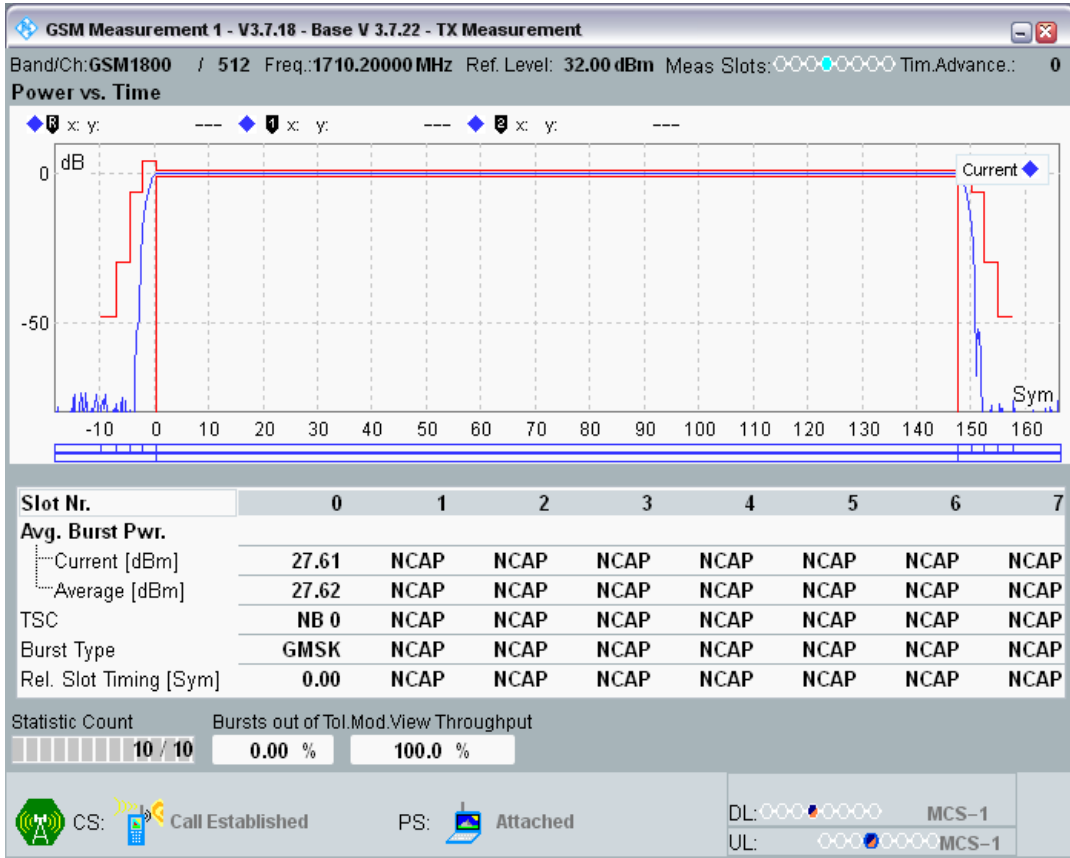 GSM Measurement 1 - V3.7.18 - Base V 3.7.22 - TX Measurement
Band/Ch:GSM1800 / 512 Freq.:1710.20000 MHz Ref. Level: 32.00 dBm Meas Slots: Tim.Advance.: 0
Power vs. Time
R x: y: --- 1 x: y: --- 2 x: y: ---
dB
Current
0
-50
Sym
-10 0 10 20 30 40 50 60 70 80 90 100 110 120 130 140 150 160
Slot Nr. 0 1 2 3 4 5 6 7
Avg. Burst Pwr.
Current [dBm] 27.61 NCAP NCAP NCAP NCAP NCAP NCAP NCAP
Average [dBm] 27.62 NCAP NCAP NCAP NCAP NCAP NCAP NCAP
TSC NB 0 NCAP NCAP NCAP NCAP NCAP NCAP NCAP
Burst Type GMSK NCAP NCAP NCAP NCAP NCAP NCAP NCAP
Rel. Slot Timing [Sym] 0.00 NCAP NCAP NCAP NCAP NCAP NCAP NCAP
Statistic Count Bursts out of Tol. Mod.View Throughput
10 / 10 0.00 % 100.0 %
CS: Call Established PS: Attached
DL: MCS-1
UL: MCS-1